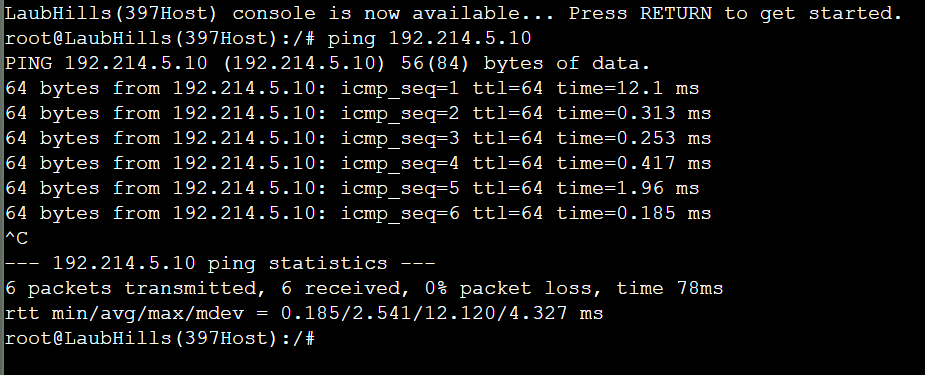 LaubHills(397Host) console is now available... Press RETURN to get started.
root@LaubHills(397Host):/# ping 192.214.5.10
PING 192.214.5.10 (192.214.5.10) 56(84) bytes of data.
64 bytes from 192.214.5.10: icmp_seq=1 ttl=64 time=12.1 ms
64 bytes from 192.214.5.10: icmp_seq=2 ttl=64 time=0.313 ms
64 bytes from 192.214.5.10: icmp_seq=3 ttl=64 time=0.253 ms
64 bytes from 192.214.5.10: icmp_seq=4 ttl=64 time=0.417 ms
64 bytes from 192.214.5.10: icmp_seq=5 ttl=64 time=1.96 ms
64 bytes from 192.214.5.10: icmp_seq=6 ttl=64 time=0.185 ms
^C
--- 192.214.5.10 ping statistics ---
6 packets transmitted, 6 received, 0% packet loss, time 78ms
rtt min/avg/max/mdev = 0.185/2.541/12.120/4.327 ms
root@LaubHills(397Host):/#